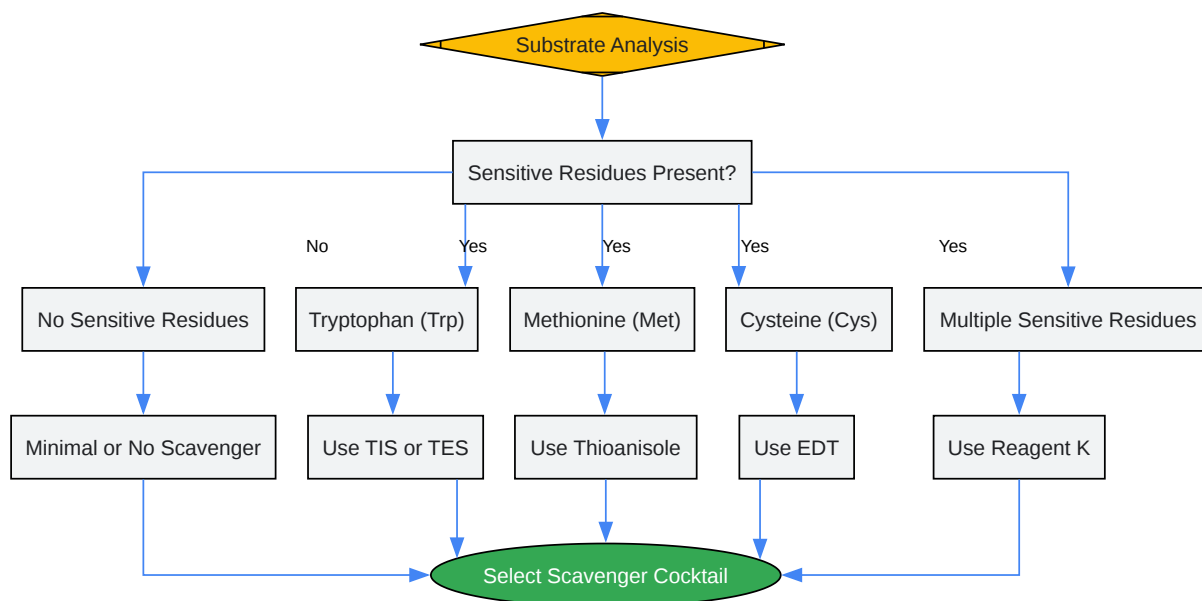 Substrate Analysis
Sensitive Residues Present?
No
Yes
Yes
Yes
Yes
No Sensitive Residues
Tryptophan (Trp)
Methionine (Met)
Cysteine (Cys)
Multiple Sensitive Residues
Minimal or No Scavenger
Use TIS or TES
Use Thioanisole
Use EDT
Use Reagent K
Select Scavenger Cocktail